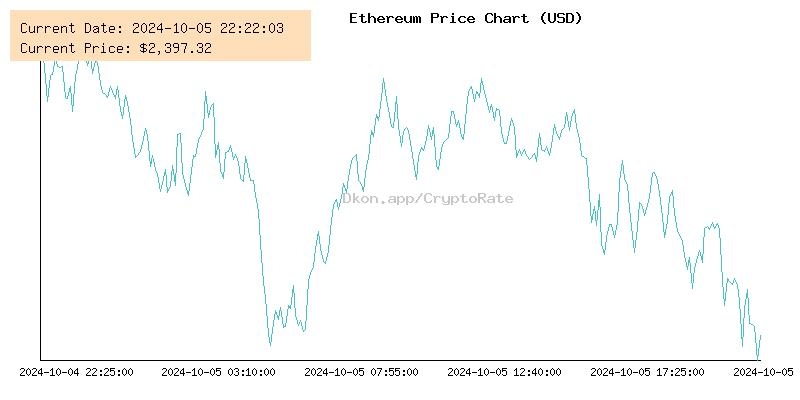 Ethereum Price Chart (USD)
Current Date: 2024-10-05 22:22:03
Current Price: $2,397.32
Dkon.app/CryptoRate
2024-10-04 22:25:00 2024-10-05 03:10:00 2024-10-05 07:55:00 2024-10-05 12:40:00 2024-10-05 17:25:00 2024-10-05